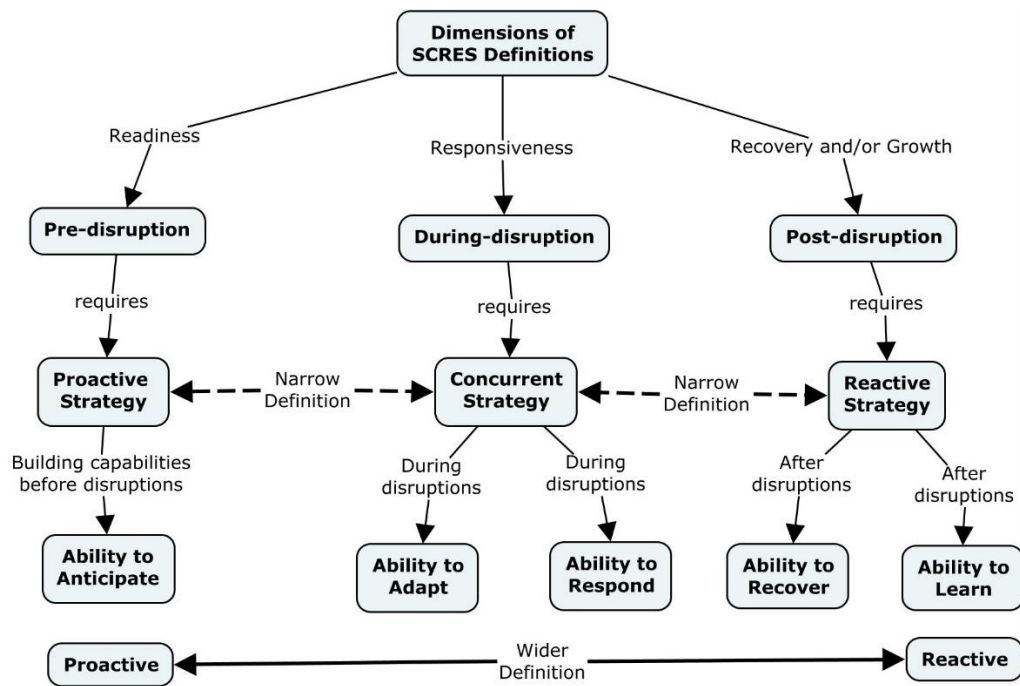 Dimensions of
SCRES Definitions
Readiness
Responsiveness
Recovery and/or Growth
Pre-disruption
During-disruption
Post-disruption
requires
requires
requires
Proactive
Strategy
Narrow
Definition
Concurrent
Strategy
Narrow
Definition
Reactive
Strategy
Building capabilities
before disruptions
During
disruptions
During
disruptions
After
disruptions
After
disruptions
Ability to
Anticipate
Ability to
Adapt
Ability to
Respond
Ability to
Recover
Ability to
Learn
Proactive
Wider
Definition
Reactive